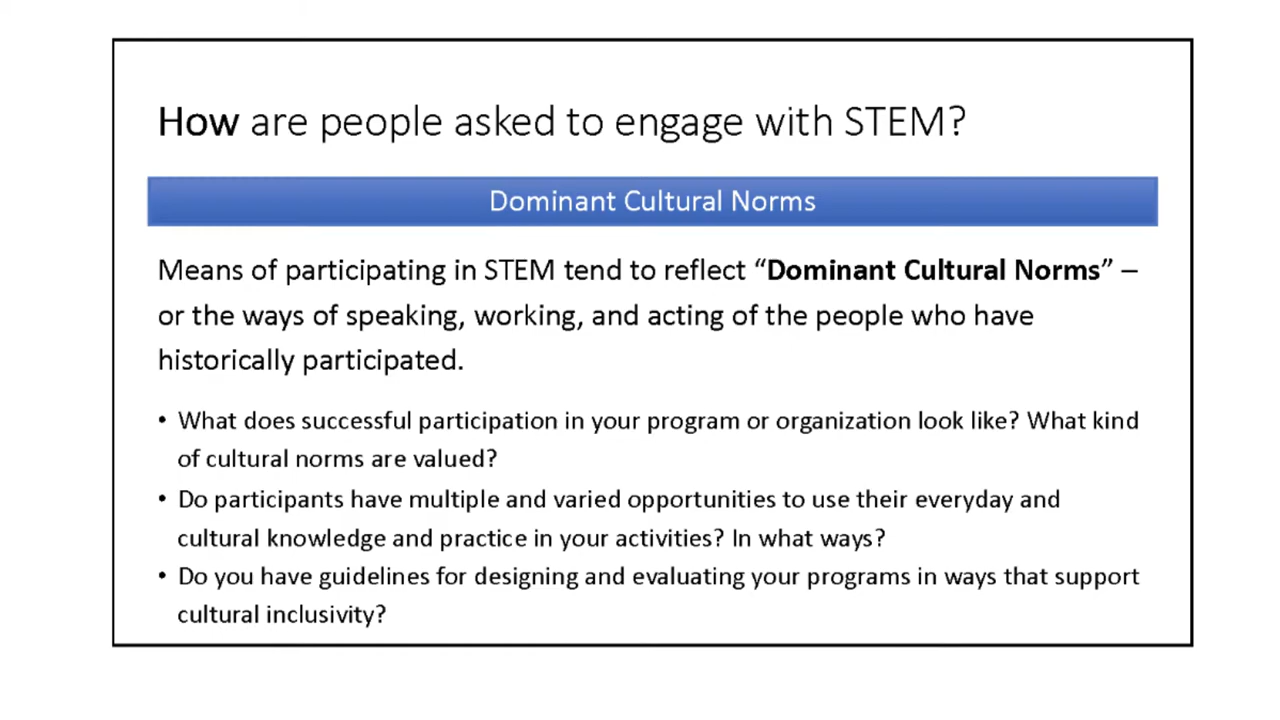 How are people asked to engage with STEM?
Dominant Cultural Norms
Means of participating in STEM tend to reflect “Dominant Cultural Norms” –
or the ways of speaking, working, and acting of the people who have
historically participated.
• What does successful participation in your program or organization look like? What kind
of cultural norms are valued?
• Do participants have multiple and varied opportunities to use their everyday and
cultural knowledge and practice in your activities? In what ways?
• Do you have guidelines for designing and evaluating your programs in ways that support
cultural inclusivity?